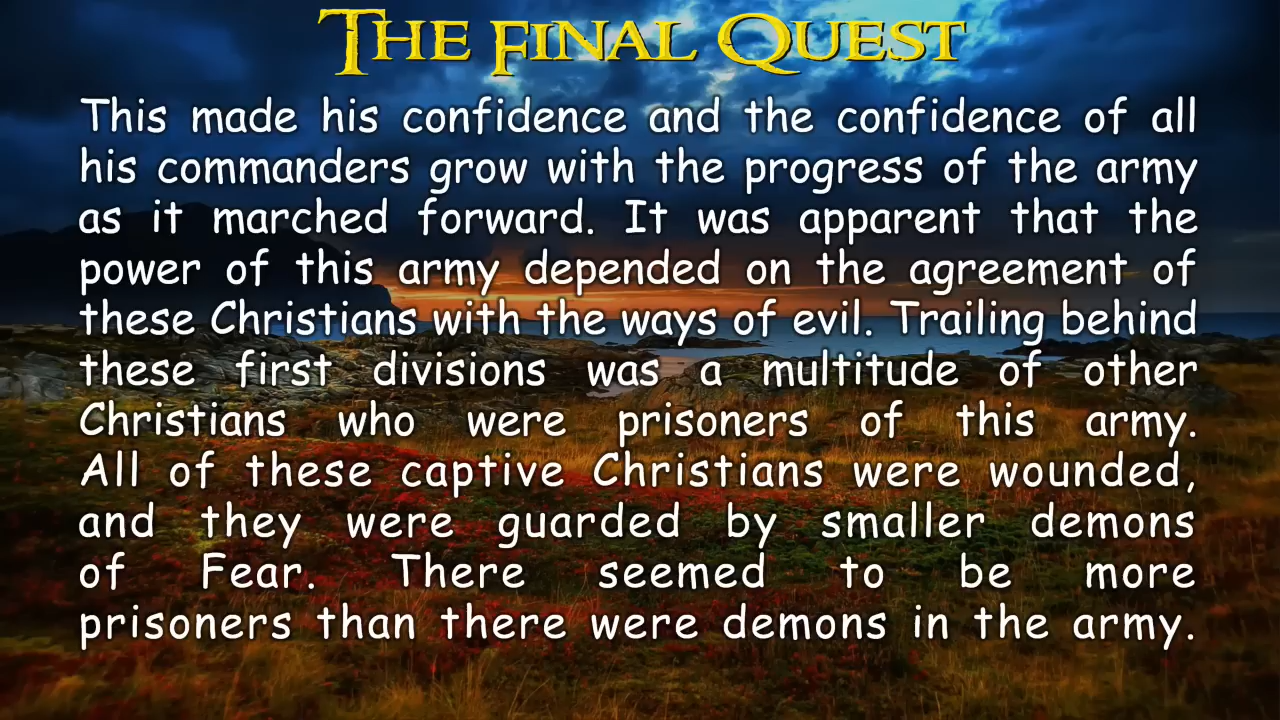 The Final Quest
This made his confidence and the confidence of all
his commanders grow with the progress of the army
as it marched forward. It was apparent that the
power of this army depended on the agreement of
these Christians with the ways of evil. Trailing behind
these first divisions was a multitude of other
Christians who were prisoners of this army.
All of these captive Christians were wounded,
and they were guarded by smaller demons
of Fear. There seemed to be more
prisoners than there were demons in the army.